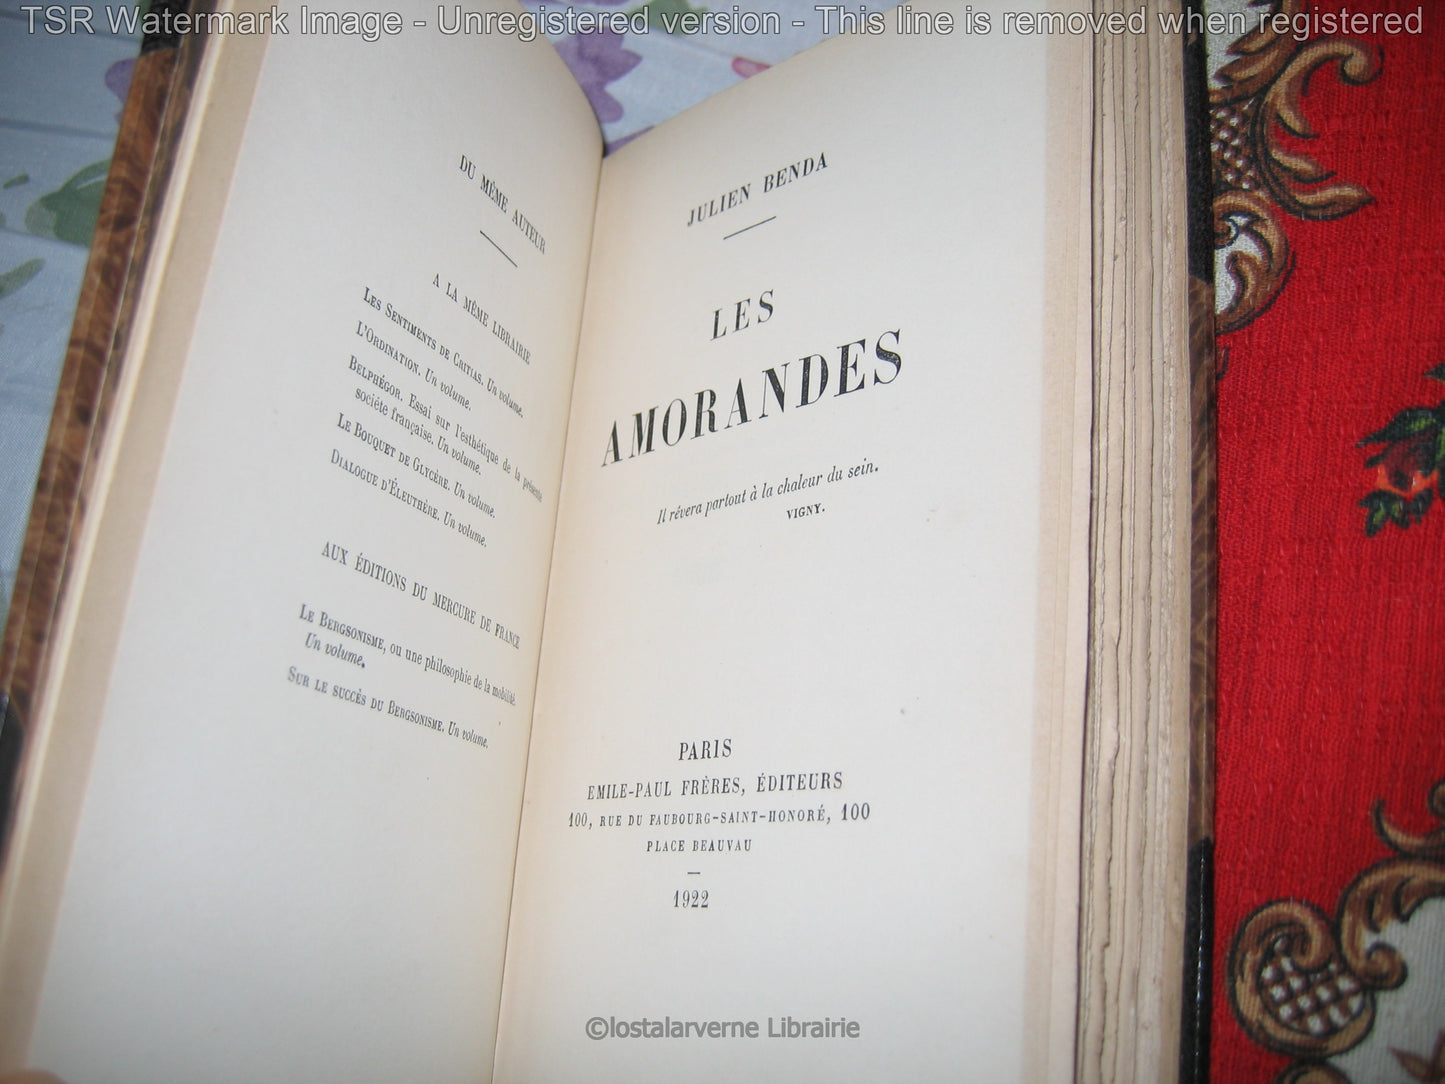 TSR Watermark Image - Unregistered version - This line is removed when registered
DU MÊME AUTEUR
A LA MÊME LIBRAIRIE
LES SENTIMENTS DE CRITIAS. Un volume.
L'ORDINATION. Un volume.
BELPHÉGOR. Essai sur l'esthétique de la présente
société française. Un volume.
LE BOUQUET DE GLYCÈRE. Un volume.
DIALOGUE D'ÉLEUTHÈRE. Un volume.
AUX ÉDITIONS DU MERCURE DE FRANCE
LE BERGSONISME, ou une philosophie de la mobilité.
Un volume.
SUR LE SUCCÈS DU BERGSONISME. Un volume.
JULIEN BENDA
LES
AMORANDES
Il rêvera partout à la chaleur du sein.
VIGNY.
PARIS
EMILE-PAUL FRÈRES, ÉDITEURS
100, RUE DU FAUBOURG-SAINT-HONORÉ, 100
PLACE BEAUVAU
1922
©lostalarverne Librairie